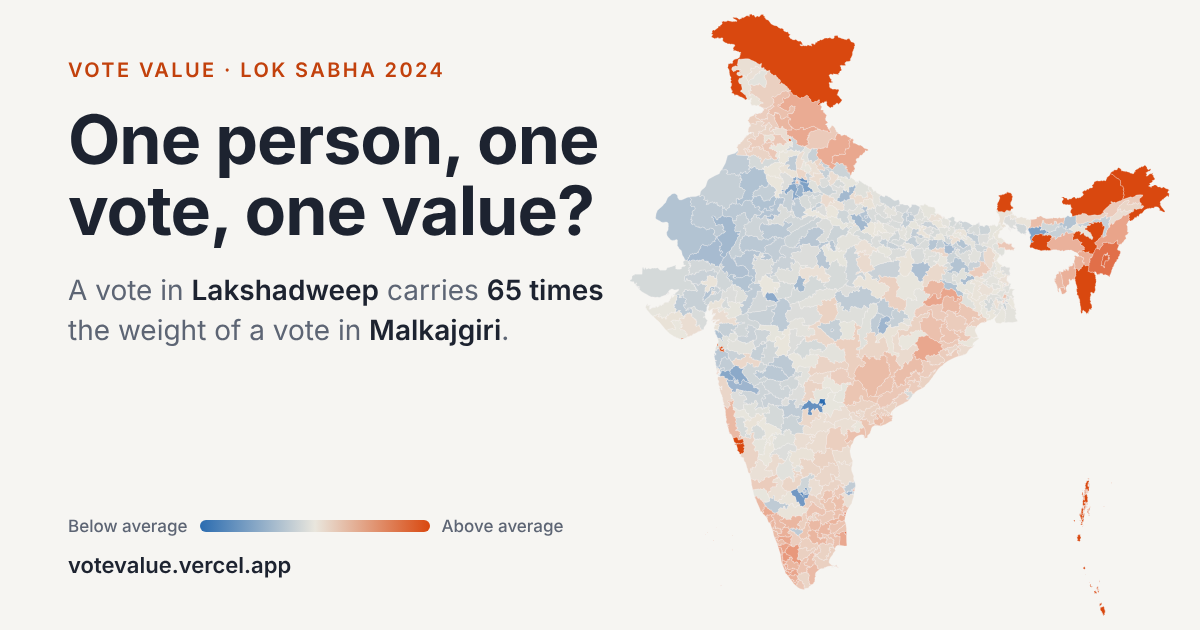 VOTE VALUE · LOK SABHA 2024
One person, one
vote, one value?
A vote in Lakshadweep carries 65 times
the weight of a vote in Malkajgiri.
Below average Above average
votevalue.vercel.app